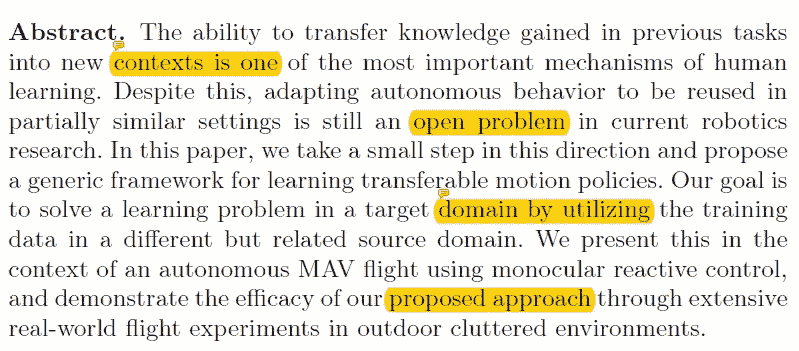 Abstract. The ability to transfer knowledge gained in previous tasks
into new contexts is one of the most important mechanisms of human
learning. Despite this, adapting autonomous behavior to be reused in
partially similar settings is still an open problem in current robotics
research. In this paper, we take a small step in this direction and propose
a generic framework for learning transferable motion policies. Our goal is
to solve a learning problem in a target domain by utilizing the training
data in a different but related source domain. We present this in the
context of an autonomous MAV flight using monocular reactive control,
and demonstrate the efficacy of our proposed approach through extensive
real-world flight experiments in outdoor cluttered environments.